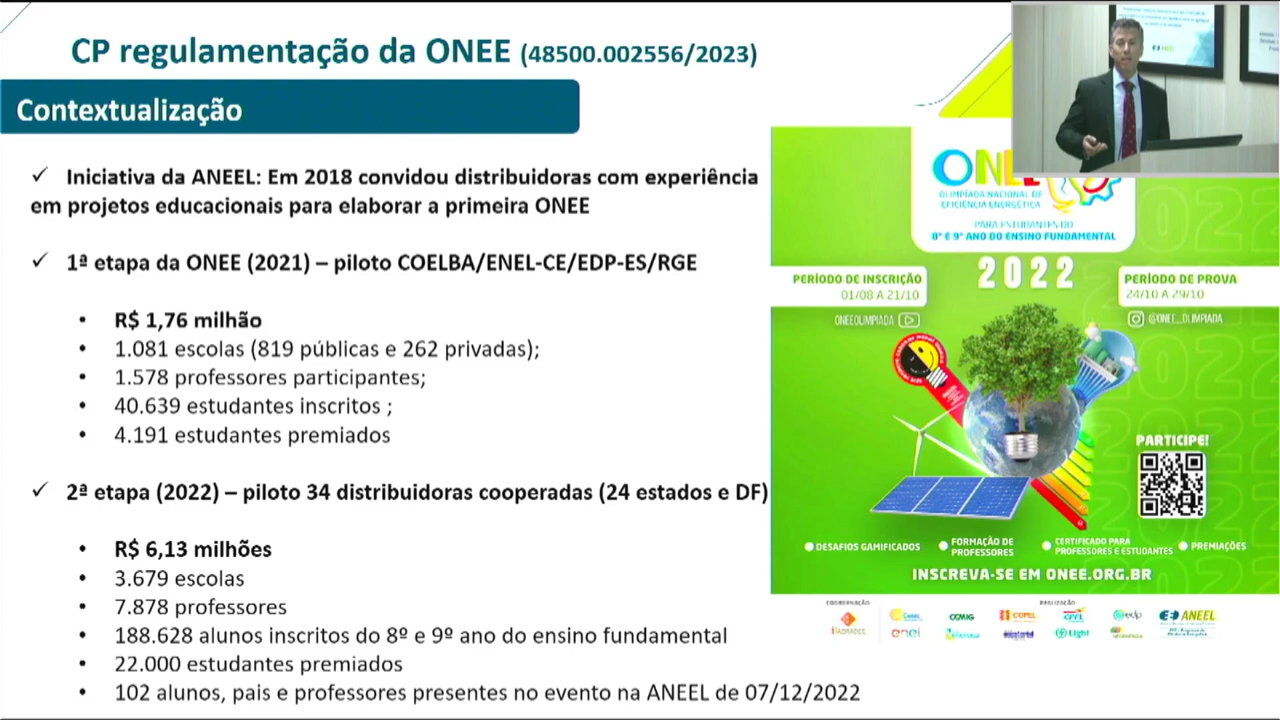 CP regulamentação da ONEE (48500.002556/2023)
Contextualização
✓ Iniciativa da ANEEL: Em 2018 convidou distribuidoras com experiência
em projetos educacionais para elaborar a primeira ONEE
✓ 1ª etapa da ONEE (2021) – piloto COELBA/ENEL-CE/EDP-ES/RGE
• R$ 1,76 milhão
• 1.081 escolas (819 públicas e 262 privadas);
• 1.578 professores participantes;
• 40.639 estudantes inscritos ;
• 4.191 estudantes premiados
✓ 2ª etapa (2022) – piloto 34 distribuidoras cooperadas (24 estados e DF)
• R$ 6,13 milhões
• 3.679 escolas
• 7.878 professores
• 188.628 alunos inscritos do 8º e 9º ano do ensino fundamental
• 22.000 estudantes premiados
• 102 alunos, pais e professores presentes no evento na ANEEL de 07/12/2022
ONEE
OLIMPÍADA NACIONAL DE
EFICIÊNCIA ENERGÉTICA
PARA ESTUDANTES DO
8º E 9º ANO DO ENSINO FUNDAMENTAL
2022
PERÍODO DE INSCRIÇÃO
01/08 A 21/10
ONEEOLIMPIADA
PERÍODO DE PROVA
24/10 A 29/10
@ONEE_OLIMPIADA
PARTICIPE!
DESAFIOS GAMIFICADOS
FORMAÇÃO DE
PROFESSORES
CERTIFICADO PARA
PROFESSORES E ESTUDANTES
PREMIAÇÕES
INSCREVA-SE EM ONEE.ORG.BR
COORDENAÇÃO
REALIZAÇÃO
ABRADEE
CEMIG
COPEL
CPFL
edp
ANEEL
enel
Light